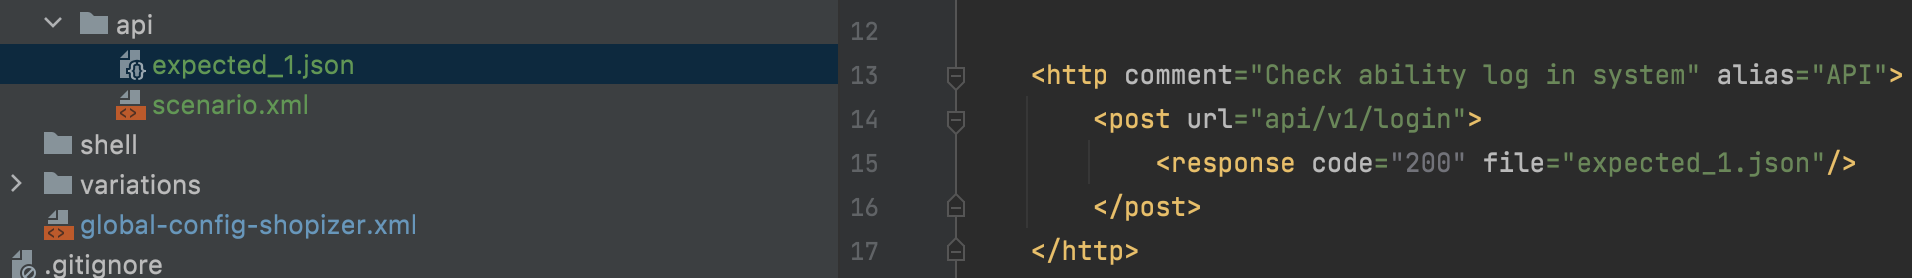 api
expected_1.json
scenario.xml
shell
variations
global-config-shopizer.xml
.gitignore
12
13 <http comment="Check ability log in system" alias="API">
14 <post url="api/v1/login">
15 <response code="200" file="expected_1.json"/>
16 </post>
17 </http>